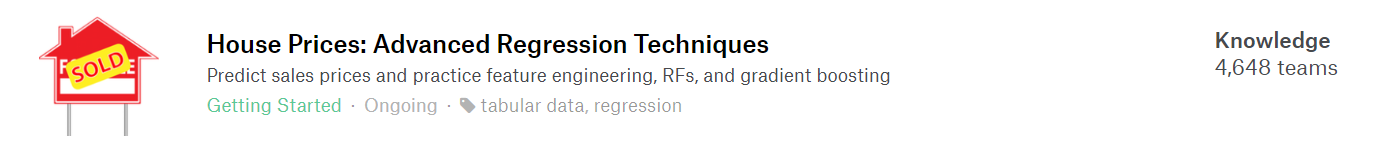 SOLD
House Prices: Advanced Regression Techniques
Predict sales prices and practice feature engineering, RFs, and gradient boosting
Getting Started · Ongoing · tabular data, regression
Knowledge
4,648 teams